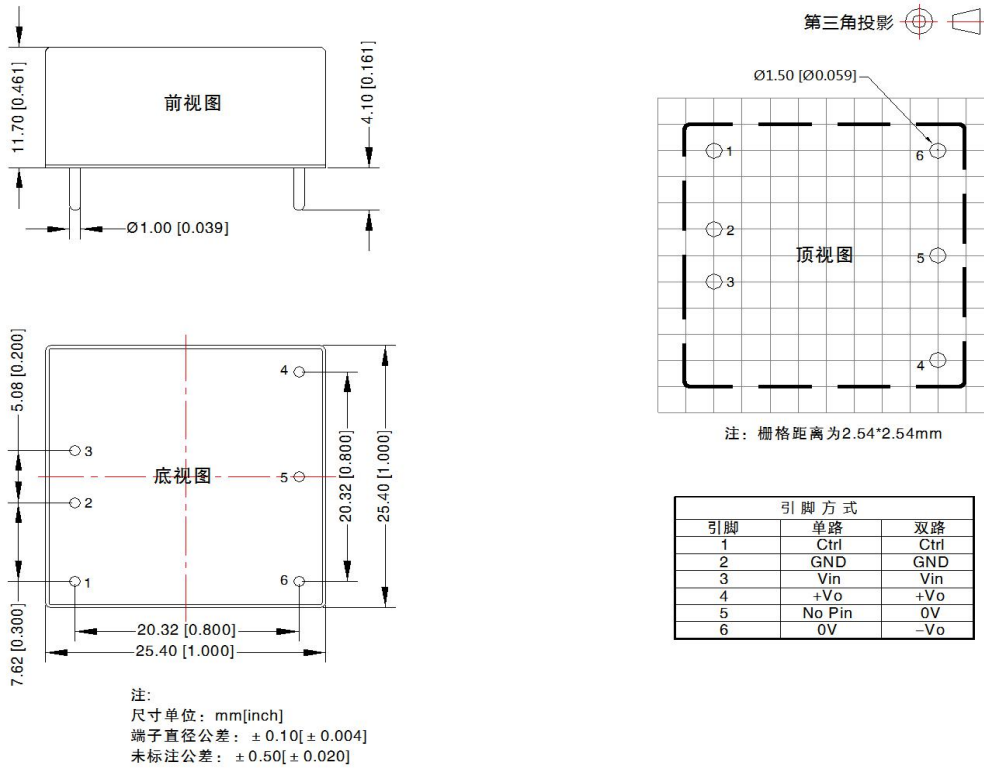 第三角投影
11.70 [0.461]
前视图
4.10 [0.161]
Ø1.00 [0.039]
Ø1.50 [Ø0.059]
1
6
2
顶视图
5
3
4
注：栅格距离为2.54*2.54mm
5.08 [0.200]
4
3
底视图
5
2
20.32 [0.800]
25.40 [1.000]
1
6
7.62 [0.300]
20.32 [0.800]
25.40 [1.000]
引脚方式
引脚 单路 双路
1 Ctrl Ctrl
2 GND GND
3 Vin Vin
4 +Vo +Vo
5 No Pin 0V
6 0V −Vo
注:
尺寸单位：mm[inch]
端子直径公差：±0.10[±0.004]
未标注公差：±0.50[±0.020]